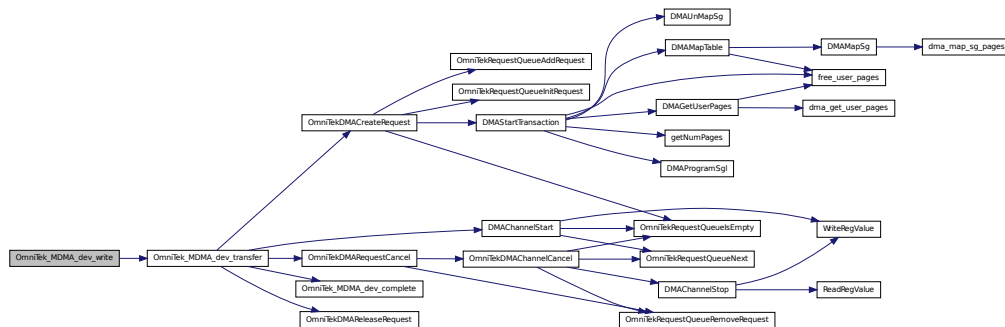 DMAUnMapSg
DMAMapTable
DMAMapSg
dma_map_sg_pages
OmniTekRequestQueueAddRequest
free_user_pages
OmniTekRequestQueueInitRequest
DMAGetUserPages
dma_get_user_pages
OmniTekDMACreateRequest
DMAStartTransaction
getNumPages
DMAProgramSgl
DMAChannelStart
OmniTekRequestQueueIsEmpty
WriteRegValue
OmniTek_MDMA_dev_write
OmniTek_MDMA_dev_transfer
OmniTekDMARequestCancel
OmniTekDMAChannelCancel
OmniTekRequestQueueNext
OmniTek_MDMA_dev_complete
DMAChannelStop
ReadRegValue
OmniTekDMAReleaseRequest
OmniTekRequestQueueRemoveRequest